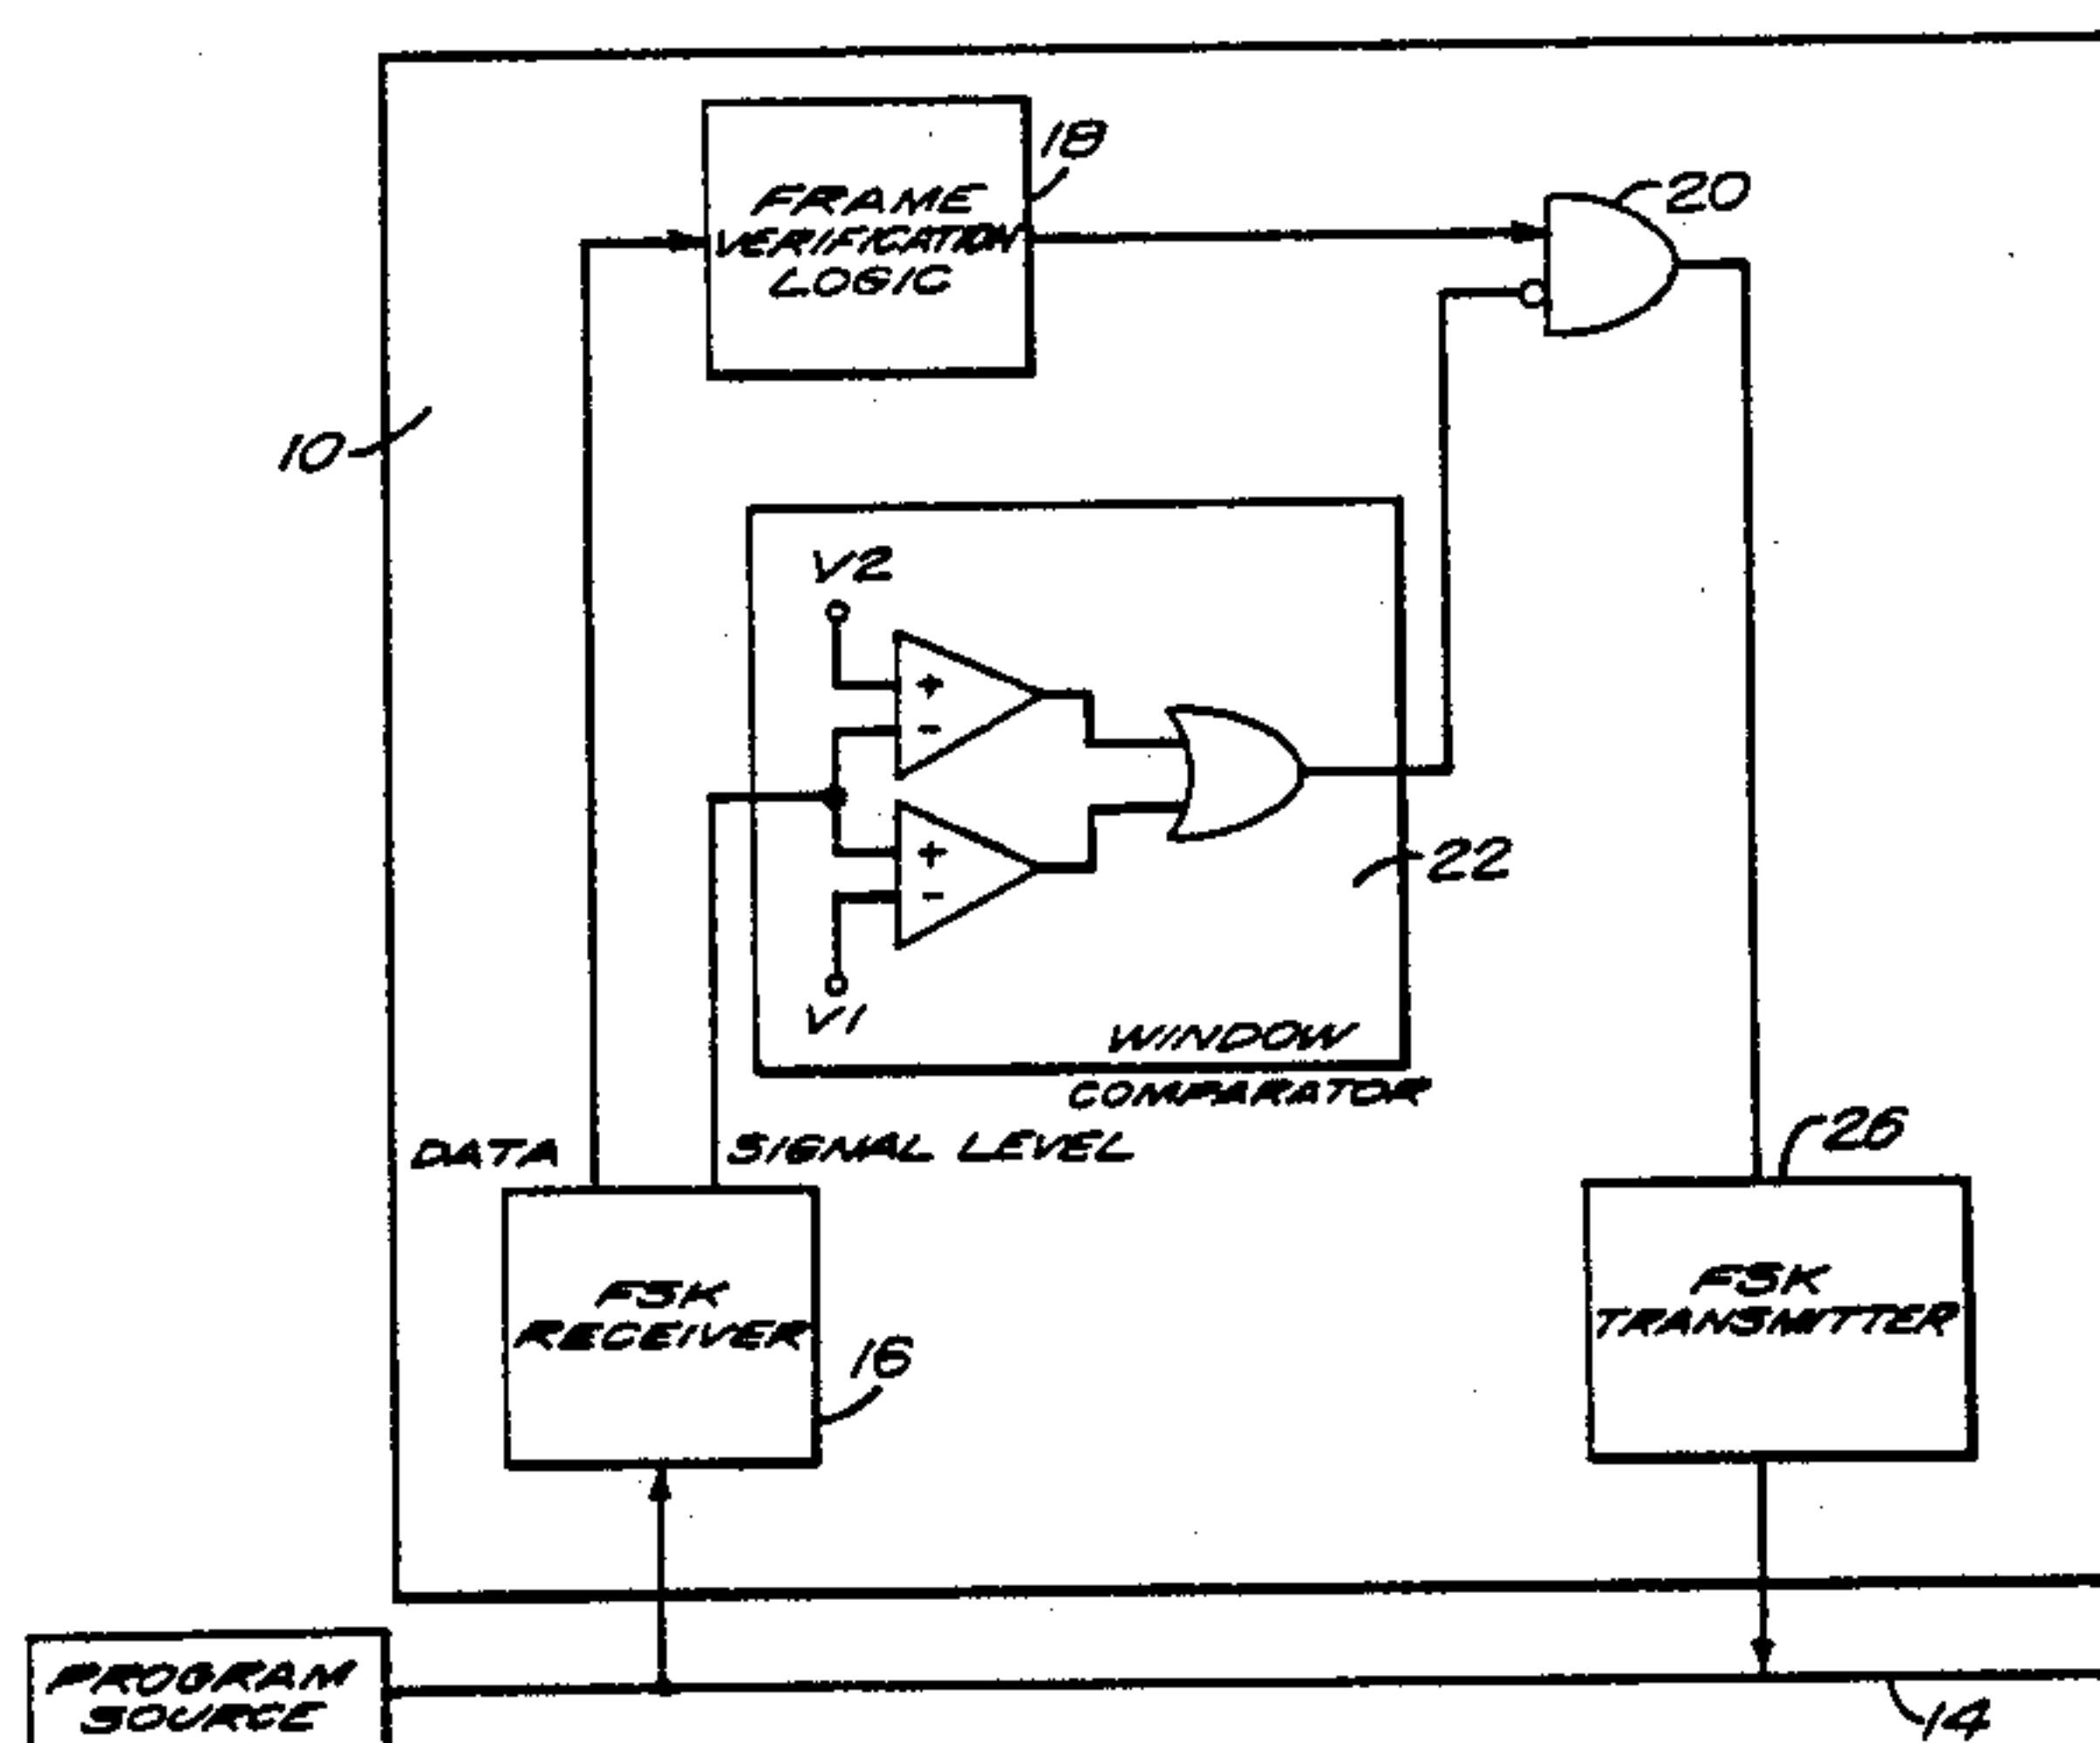 18
FRAME
VERIFICATION
LOGIC
20
10
V2
+
-
+
-
22
V1
WINDOW
COMPARATOR
DATA
SIGNAL LEVEL
26
FSK
RECEIVER
16
FSK
TRANSMITTER
PROGRAM
SOURCE
14